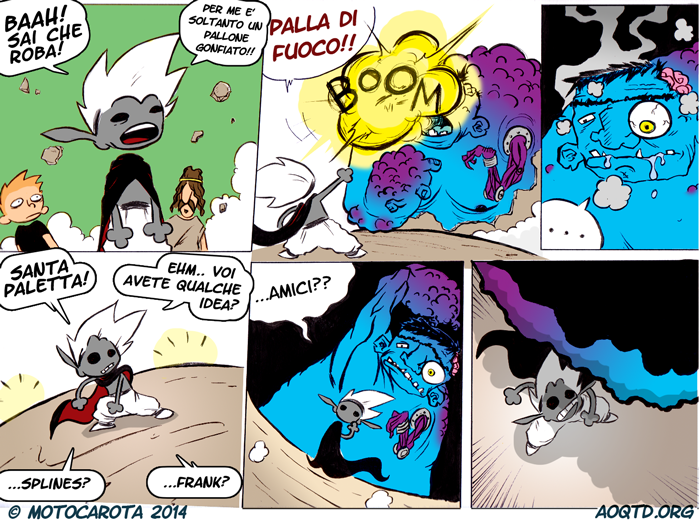 BAAH!
SAI CHE
ROBA!
PER ME E'
SOLTANTO UN
PALLONE
GONFIATO!!
PALLA DI
FUOCO!!
BOOM
...
SANTA
PALETTA!
EHM.. VOI
AVETE QUALCHE
IDEA?
...SPLINES?
...FRANK?
...AMICI??
© MOTOCAROTA 2014
AOQTD.ORG